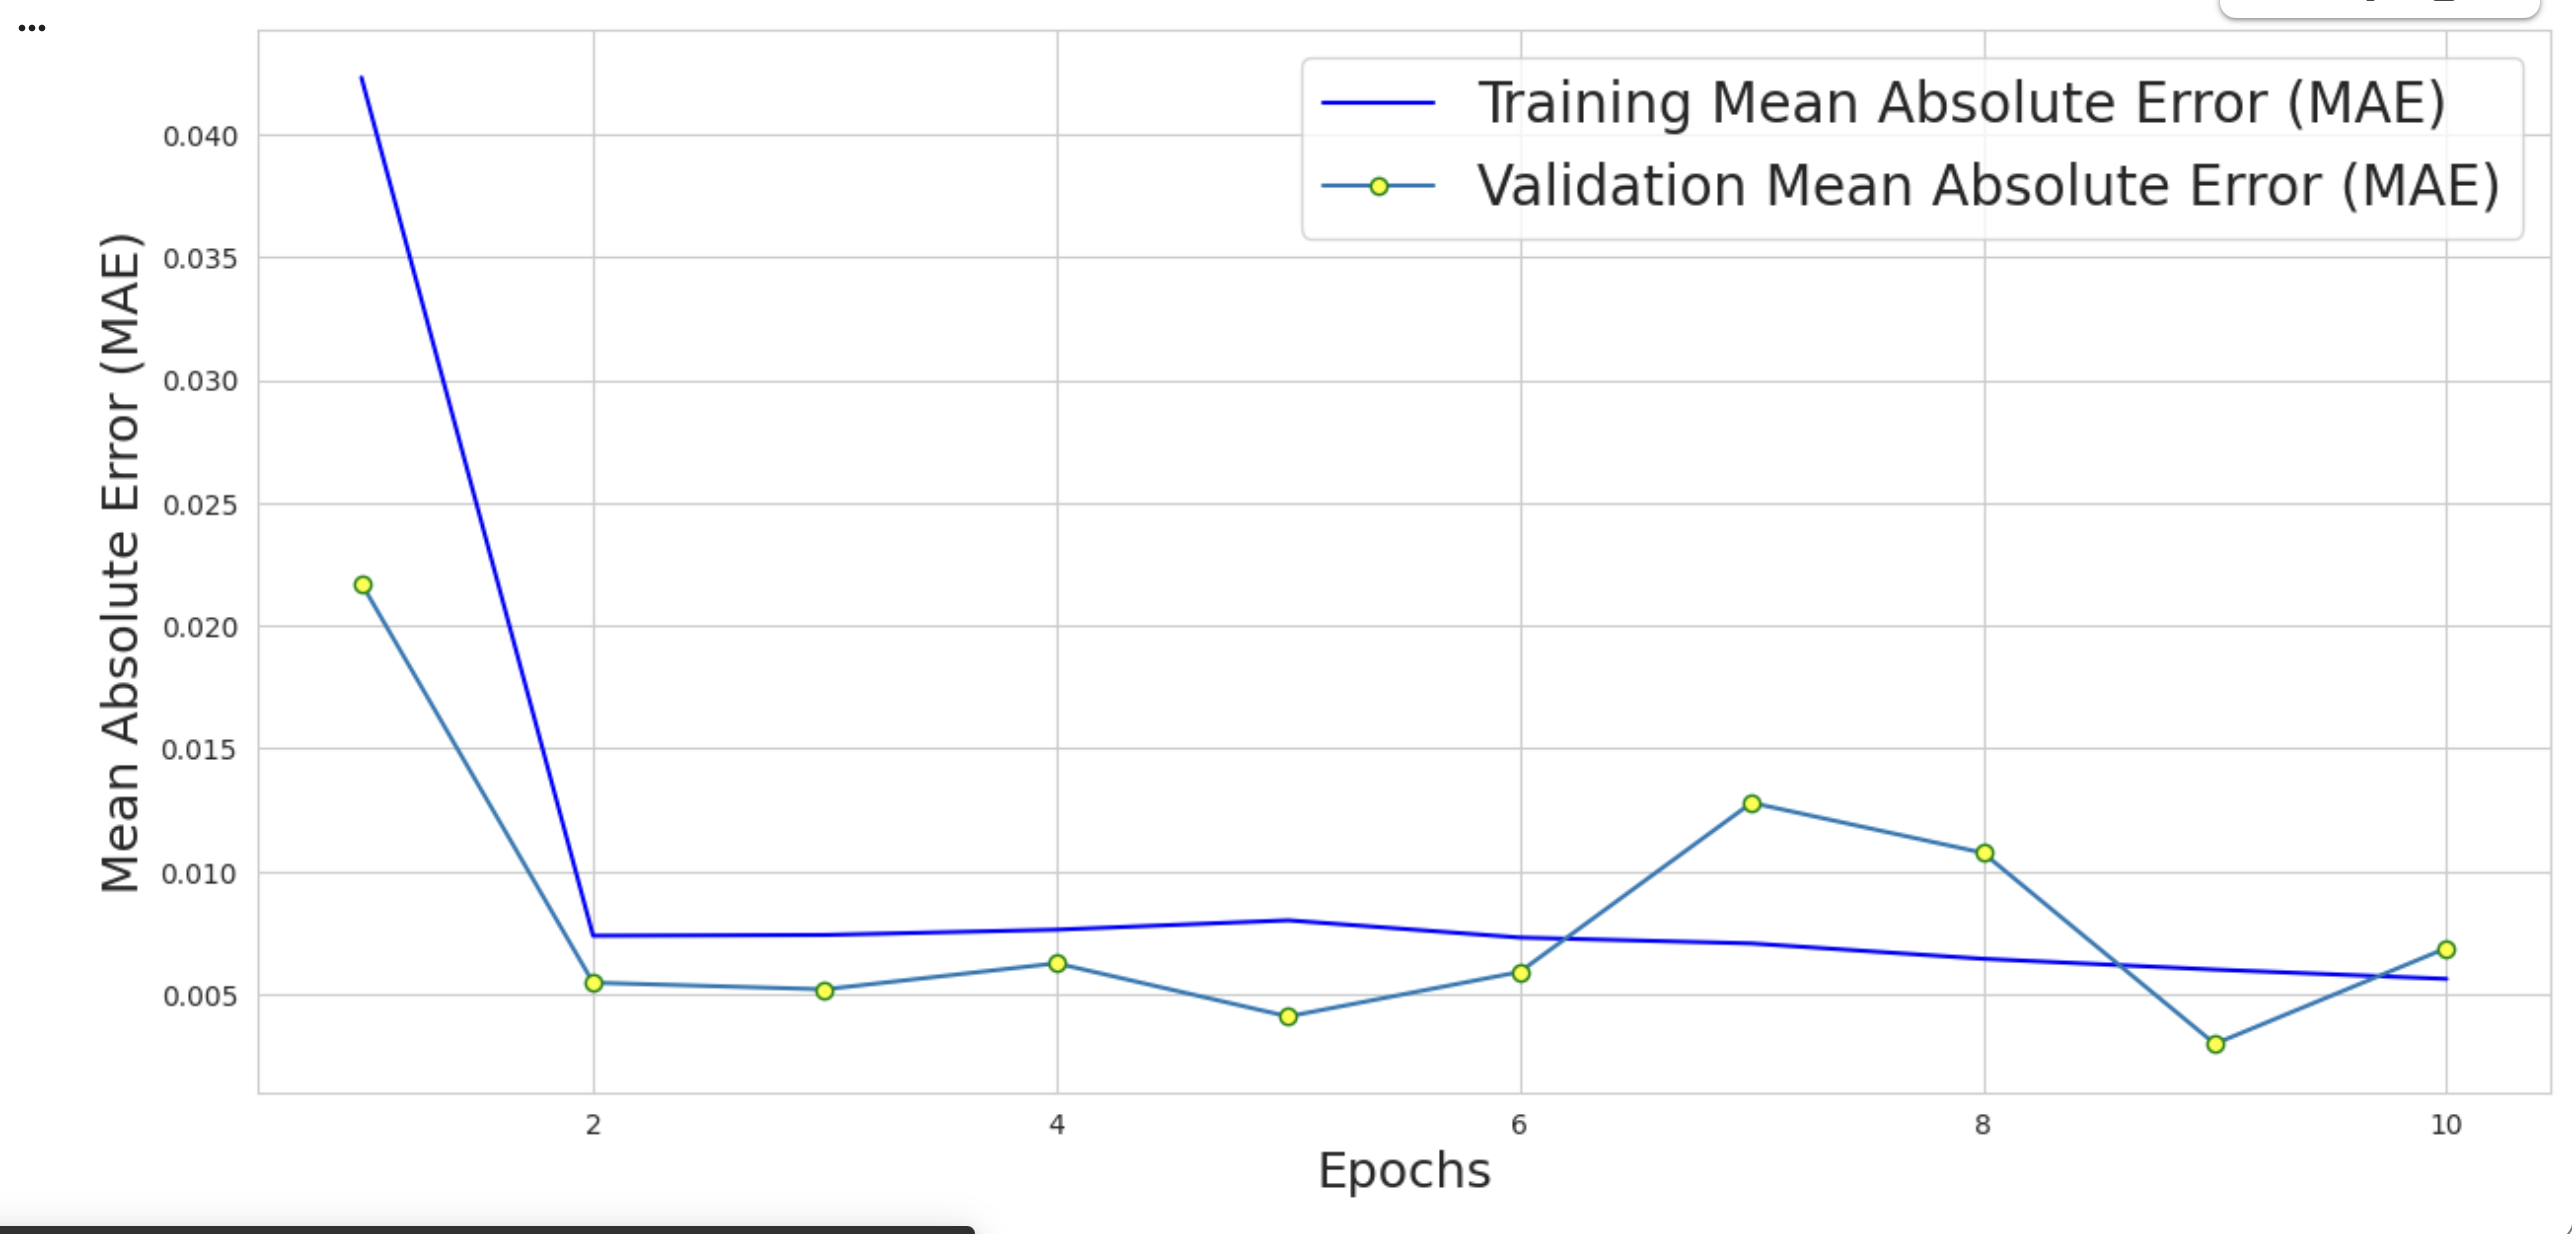 ...
Training Mean Absolute Error (MAE)
Validation Mean Absolute Error (MAE)
Mean Absolute Error (MAE)
0.040
0.035
0.030
0.025
0.020
0.015
0.010
0.005
2 4 6 8 10
Epochs